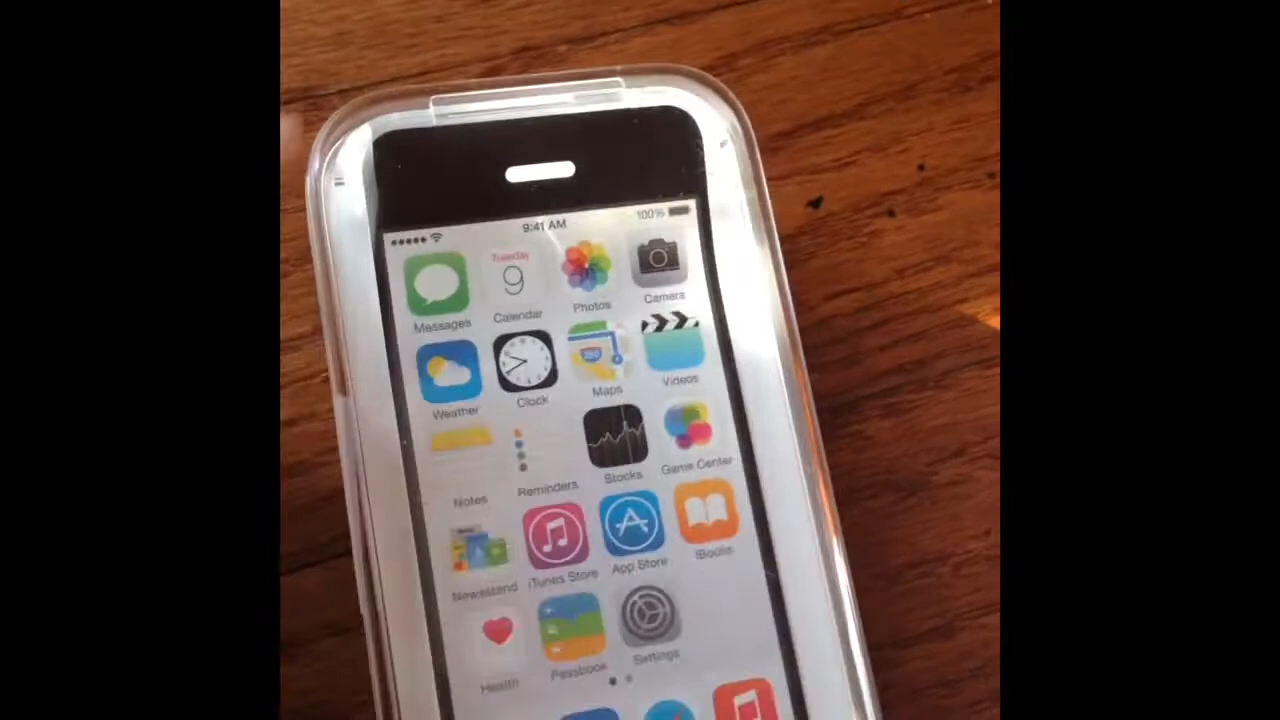 9:41 AM
100%
Tuesday
9
Messages
Calendar
Photos
Camera
280
Weather
Clock
Maps
Videos
Notes
Reminders
Stocks
Game Center
Newsstand
iTunes Store
App Store
iBooks
Health
Passbook
Settings